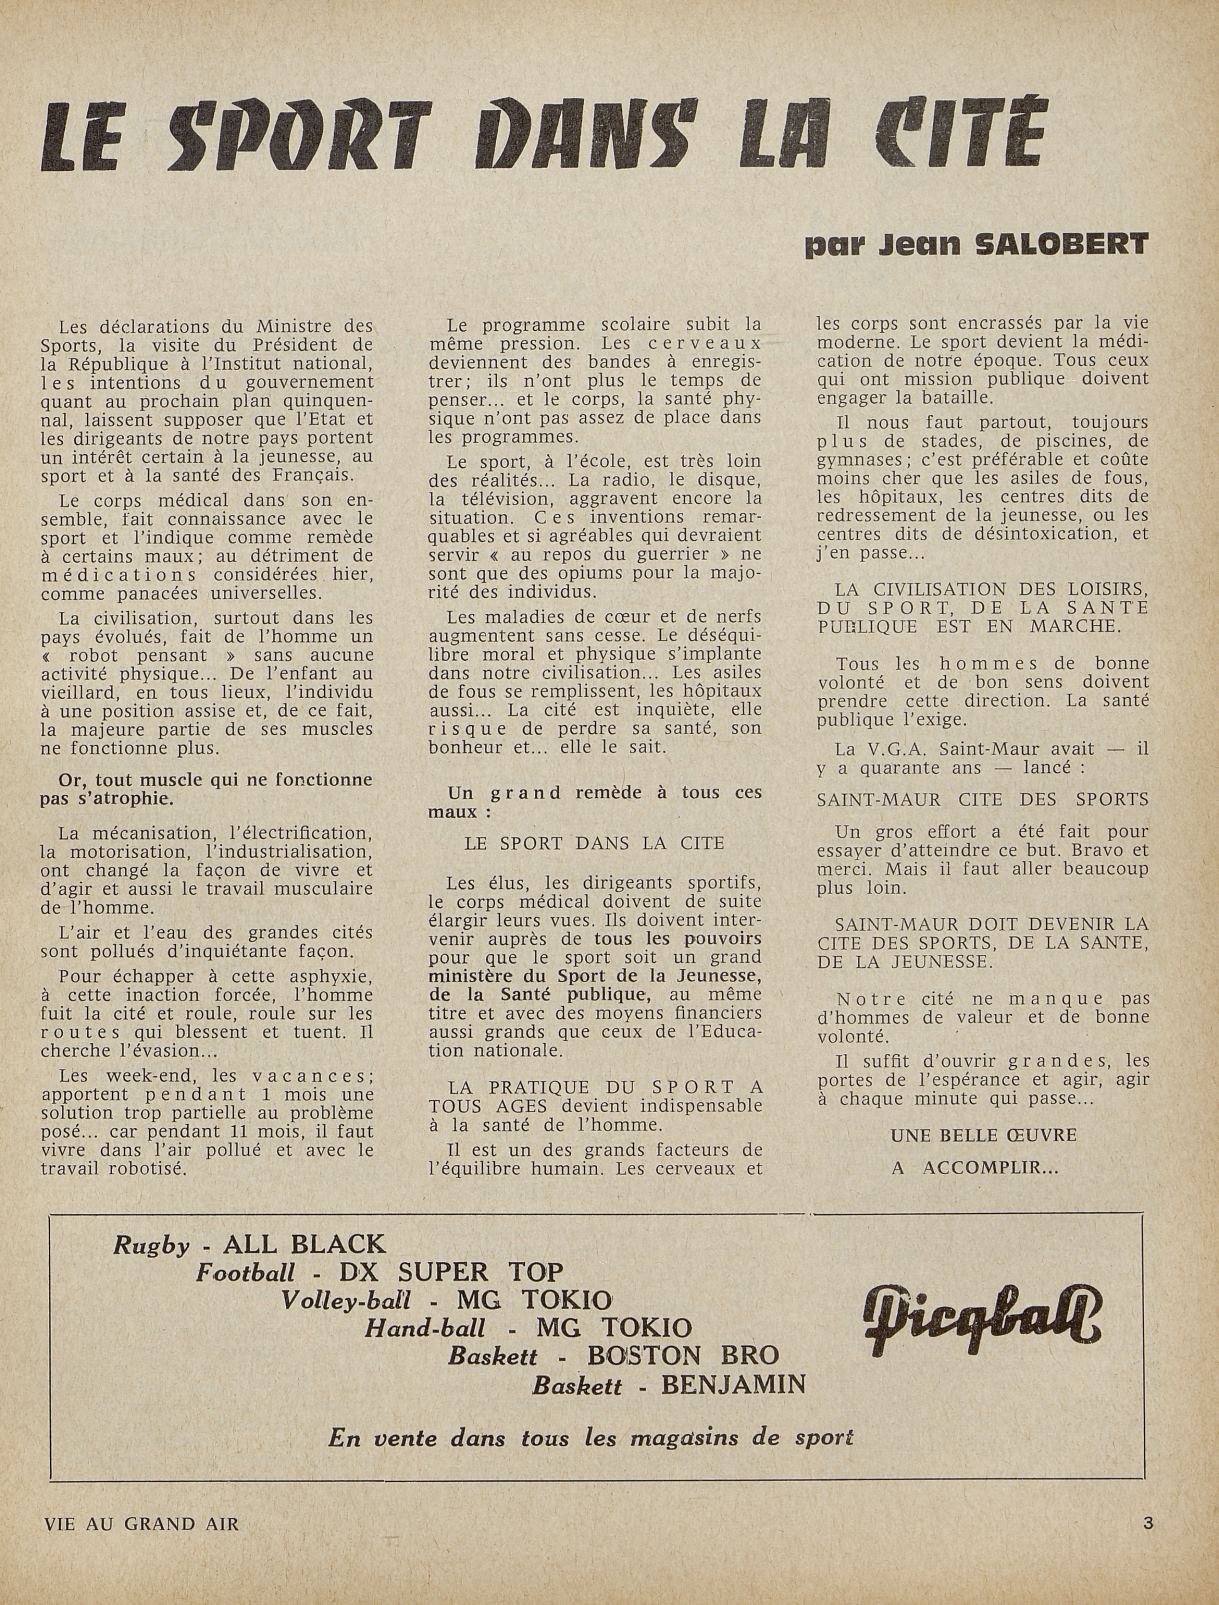 LE SPORT DANS LA CITÉ
par Jean SALOBERT
Les déclarations du Ministre des
Sports, la visite du Président de
la République à l'Institut national,
les intentions du gouvernement
quant au prochain plan quinquen-
nal, laissent supposer que l'Etat et
les dirigeants de notre pays portent
un intérêt certain à la jeunesse, au
sport et à la santé des Français.
Le corps médical dans son en-
semble, fait connaissance avec le
sport et l'indique comme remède
à certains maux ; au détriment de
médications considérées hier,
comme panacées universelles.
La civilisation, surtout dans les
pays évolués, fait de l'homme un
« robot pensant » sans aucune
activité physique... De l'enfant au
vieillard, en tous lieux, l'individu
à une position assise et, de ce fait,
la majeure partie de ses muscles
ne fonctionne plus.
Or, tout muscle qui ne fonctionne
pas s'atrophie.
La mécanisation, l'électrification,
la motorisation, l'industrialisation,
ont changé la façon de vivre et
d'agir et aussi le travail musculaire
de l'homme.
L'air et l'eau des grandes cités
sont pollués d'inquiétante façon.
Pour échapper à cette asphyxie,
à cette inaction forcée, l'homme
fuit la cité et roule, roule sur les
routes qui blessent et tuent. Il
cherche l'évasion...
Les week-end, les vacances ;
apportent pendant 1 mois une
solution trop partielle au problème
posé... car pendant 11 mois, il faut
vivre dans l'air pollué et avec le
travail robotisé.
Le programme scolaire subit la
même pression. Les cerveaux
deviennent des bandes à enregis-
trer ; ils n'ont plus le temps de
penser... et le corps, la santé phy-
sique n'ont pas assez de place dans
les programmes.
Le sport, à l'école, est très loin
des réalités... La radio, le disque,
la télévision, aggravent encore la
situation. Ces inventions remar-
quables et si agréables qui devraient
servir « au repos du guerrier » ne
sont que des opiums pour la majo-
rité des individus.
Les maladies de cœur et de nerfs
augmentent sans cesse. Le déséqui-
libre moral et physique s'implante
dans notre civilisation... Les asiles
de fous se remplissent, les hôpitaux
aussi... La cité est inquiète, elle
risque de perdre sa santé, son
bonheur et... elle le sait.
Un grand remède à tous ces
maux :
LE SPORT DANS LA CITE
Les élus, les dirigeants sportifs,
le corps médical doivent de suite
élargir leurs vues. Ils doivent inter-
venir auprès de tous les pouvoirs
pour que le sport soit un grand
ministère du Sport de la Jeunesse,
de la Santé publique, au même
titre et avec des moyens financiers
aussi grands que ceux de l'Educa-
tion nationale.
LA PRATIQUE DU SPORT A
TOUS AGES devient indispensable
à la santé de l'homme.
Il est un des grands facteurs de
l'équilibre humain. Les cerveaux et
les corps sont encrassés par la vie
moderne. Le sport devient la médi-
cation de notre époque. Tous ceux
qui ont mission publique doivent
engager la bataille.
Il nous faut partout, toujours
plus de stades, de piscines, de
gymnases ; c'est préférable et coûte
moins cher que les asiles de fous,
les hôpitaux, les centres dits de
redressement de la jeunesse, ou les
centres dits de désintoxication, et
j'en passe...
LA CIVILISATION DES LOISIRS,
DU SPORT, DE LA SANTE
PUBLIQUE EST EN MARCHE.
Tous les hommes de bonne
volonté et de bon sens doivent
prendre cette direction. La santé
publique l'exige.
La V.G.A. Saint-Maur avait — il
y a quarante ans — lancé :
SAINT-MAUR CITE DES SPORTS
Un gros effort a été fait pour
essayer d'atteindre ce but. Bravo et
merci. Mais il faut aller beaucoup
plus loin.
SAINT-MAUR DOIT DEVENIR LA
CITE DES SPORTS, DE LA SANTE,
DE LA JEUNESSE.
Notre cité ne manque pas
d'hommes de valeur et de bonne
volonté.
Il suffit d'ouvrir grandes, les
portes de l'espérance et agir, agir
à chaque minute qui passe...
UNE BELLE ŒUVRE
A ACCOMPLIR...
Rugby - ALL BLACK
Football - DX SUPER TOP
Volley-ball - MG TOKIO
Hand-ball - MG TOKIO
Baskett - BOSTON BRO
Baskett - BENJAMIN
Picqball
En vente dans tous les magasins de sport
VIE AU GRAND AIR
3